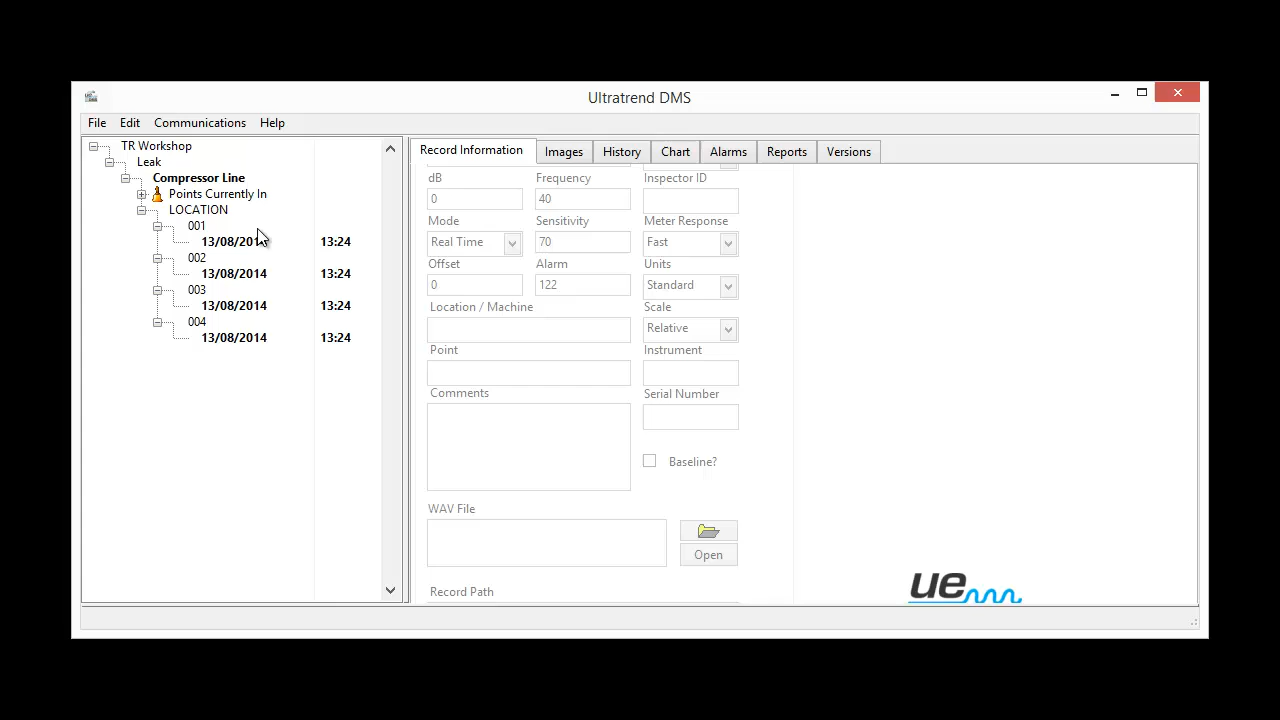 Ultratrend DMS
File Edit Communications Help
TR Workshop
Leak
Compressor Line
Points Currently In
LOCATION
001
13/08/2014 13:24
002
13/08/2014 13:24
003
13/08/2014 13:24
004
13/08/2014 13:24
Record Information Images History Chart Alarms Reports Versions
dB Frequency Inspector ID
0 40
Mode Sensitivity Meter Response
Real Time 70 Fast
Offset Alarm Units
0 122 Standard
Location / Machine Scale
Relative
Point Instrument
Comments Serial Number
Baseline?
WAV File
Open
Record Path
ue